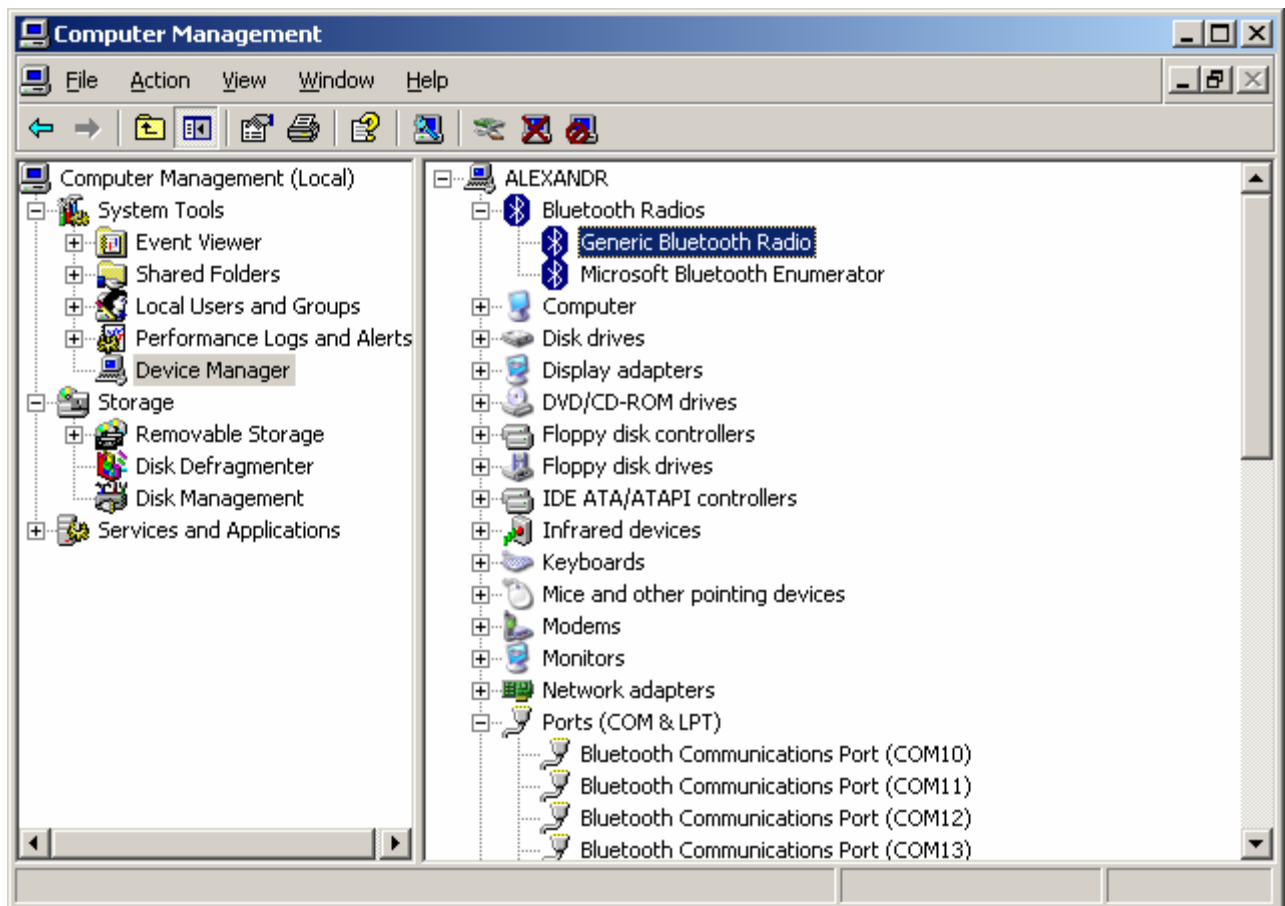 Computer Management
File Action View Window Help
Computer Management (Local)
System Tools
Event Viewer
Shared Folders
Local Users and Groups
Performance Logs and Alerts
Device Manager
Storage
Removable Storage
Disk Defragmenter
Disk Management
Services and Applications
ALEXANDR
Bluetooth Radios
Generic Bluetooth Radio
Microsoft Bluetooth Enumerator
Computer
Disk drives
Display adapters
DVD/CD-ROM drives
Floppy disk controllers
Floppy disk drives
IDE ATA/ATAPI controllers
Infrared devices
Keyboards
Mice and other pointing devices
Modems
Monitors
Network adapters
Ports (COM & LPT)
Bluetooth Communications Port (COM10)
Bluetooth Communications Port (COM11)
Bluetooth Communications Port (COM12)
Bluetooth Communications Port (COM13)